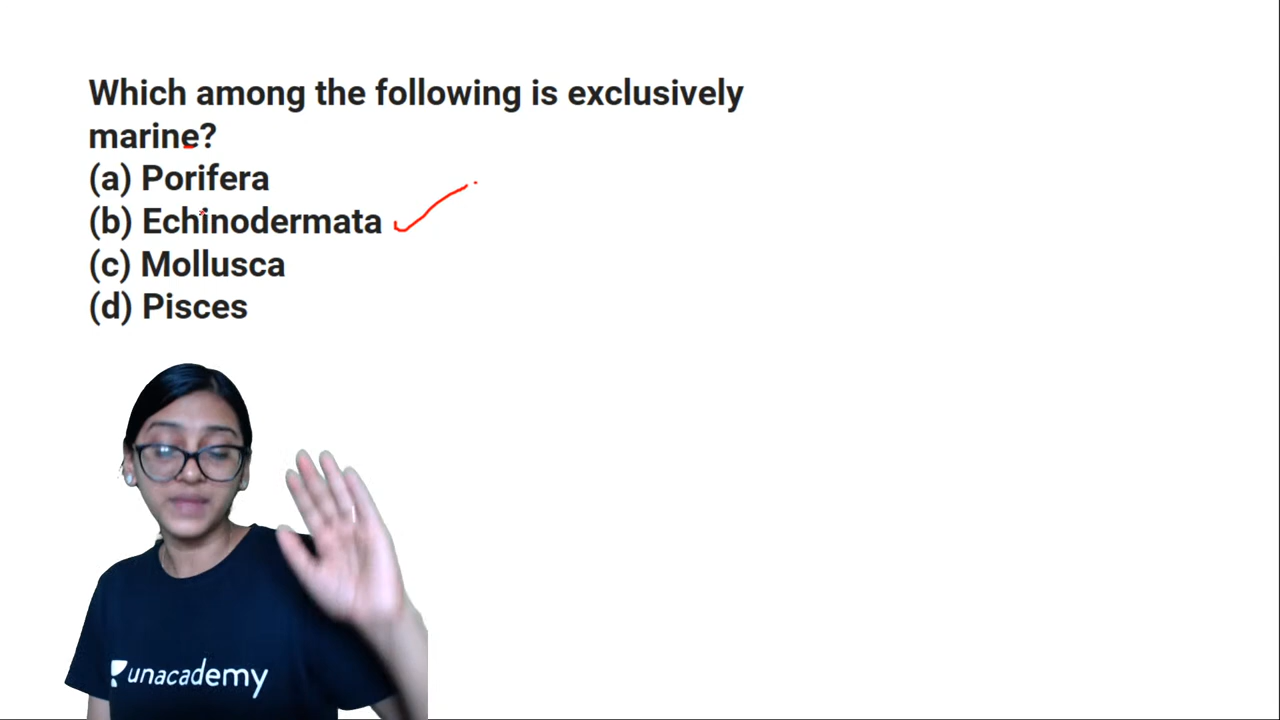 Which among the following is exclusively
marine?
(a) Porifera
(b) Echinodermata
(c) Mollusca
(d) Pisces
unacademy